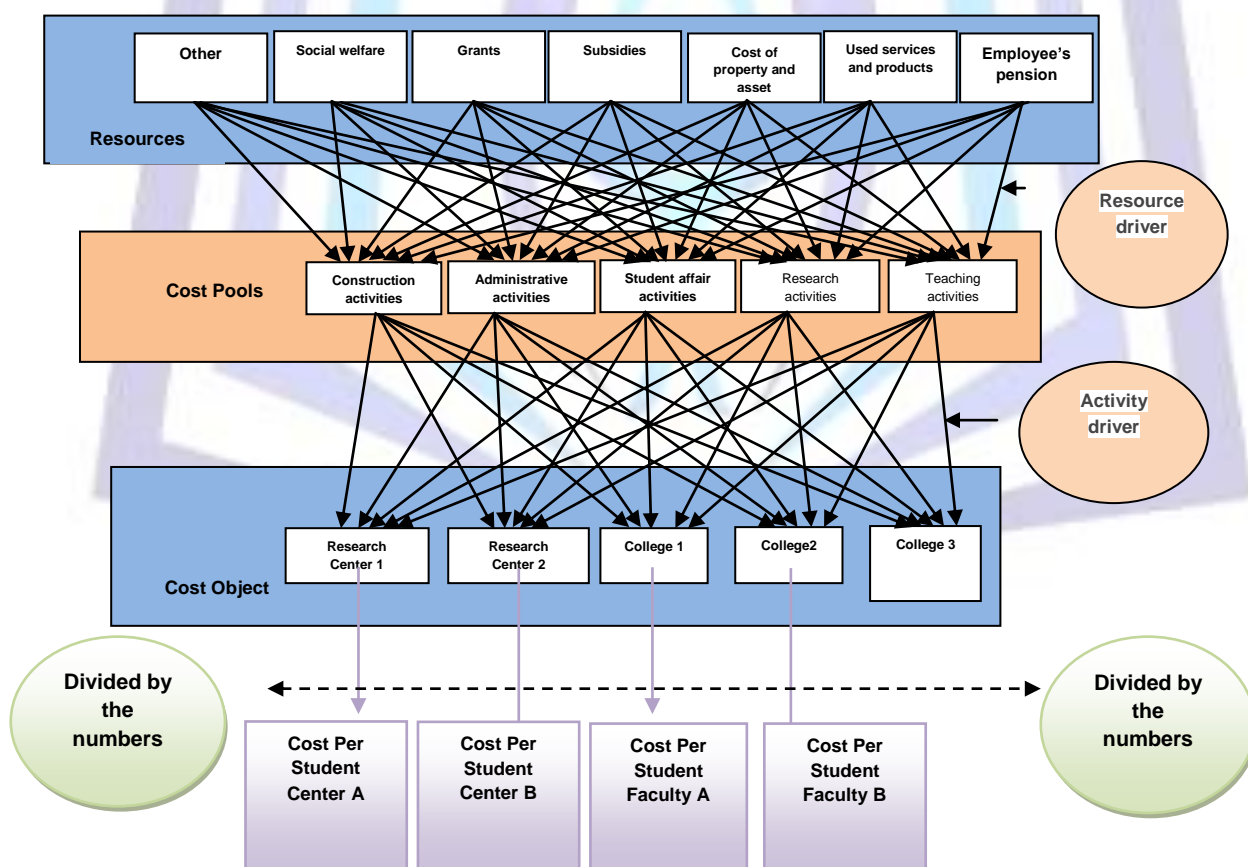 Other
Social welfare
Grants
Subsidies
Cost of
property and
asset
Used services
and products
Employee's
pension
Resources
Resource
driver
Cost Pools
Construction
activities
Administrative
activities
Student affair
activities
Research
activities
Teaching
activities
Activity
driver
Research
Center 1
Research
Center 2
College 1
College2
College 3
Cost Object
Divided by
the
numbers
Divided by
the
numbers
Cost Per
Student
Center A
Cost Per
Student
Center B
Cost Per
Student
Faculty A
Cost Per
Student
Faculty B